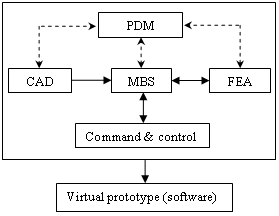 PDM
CAD
MBS
FEA
Command & control
Virtual prototype (software)